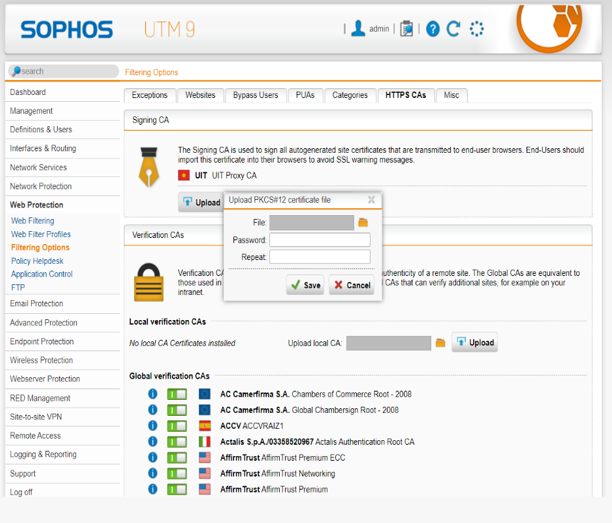 SOPHOS UTM 9
admin
search
Filtering Options
Dashboard
Management
Definitions & Users
Interfaces & Routing
Network Services
Network Protection
Web Protection
Web Filtering
Web Filter Profiles
Filtering Options
Policy Helpdesk
Application Control
FTP
Email Protection
Advanced Protection
Endpoint Protection
Wireless Protection
Webserver Protection
RED Management
Site-to-site VPN
Remote Access
Logging & Reporting
Support
Log off
Exceptions Websites Bypass Users PUAs Categories HTTPS CAs Misc
Signing CA
The Signing CA is used to sign all autogenerated site certificates that are transmitted to end-user browsers. End-Users should
import this certificate into their browsers to avoid SSL warning messages.
UIT UIT Proxy CA
Upload
Upload PKCS#12 certificate file
File:
Password:
Repeat:
Save Cancel
Verification CAs
Verification CA
uthenticity of a remote site. The Global CAs are equivalent to
those used in
CAs that can verify additional sites, for example on your
intranet.
Local verification CAs
No local CA Certificates installed Upload local CA: Upload
Global verification CAs
AC Camerfirma S.A. Chambers of Commerce Root - 2008
AC Camerfirma S.A. Global Chambersign Root - 2008
ACCV ACCVRAIZ1
Actalis S.p.A./03358520967 Actalis Authentication Root CA
AffirmTrust AffirmTrust Premium ECC
AffirmTrust AffirmTrust Networking
AffirmTrust AffirmTrust Premium